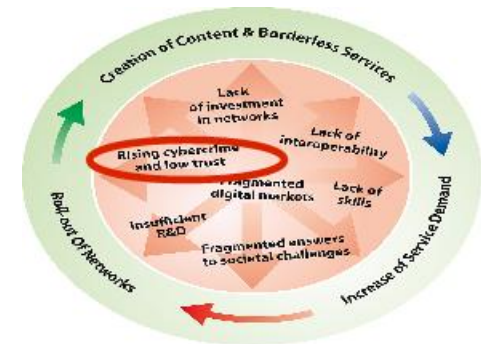 Creation of Content & Borderless Services
Lack
of investment
in networks
Lack of
interoperability
Rising cybercrime
and low trust
Fragmented
digital markets
Lack of
skills
Insufficient
R&D
Fragmented answers
to societal challenges
Roll-out Of Networks
Increase of Service Demand